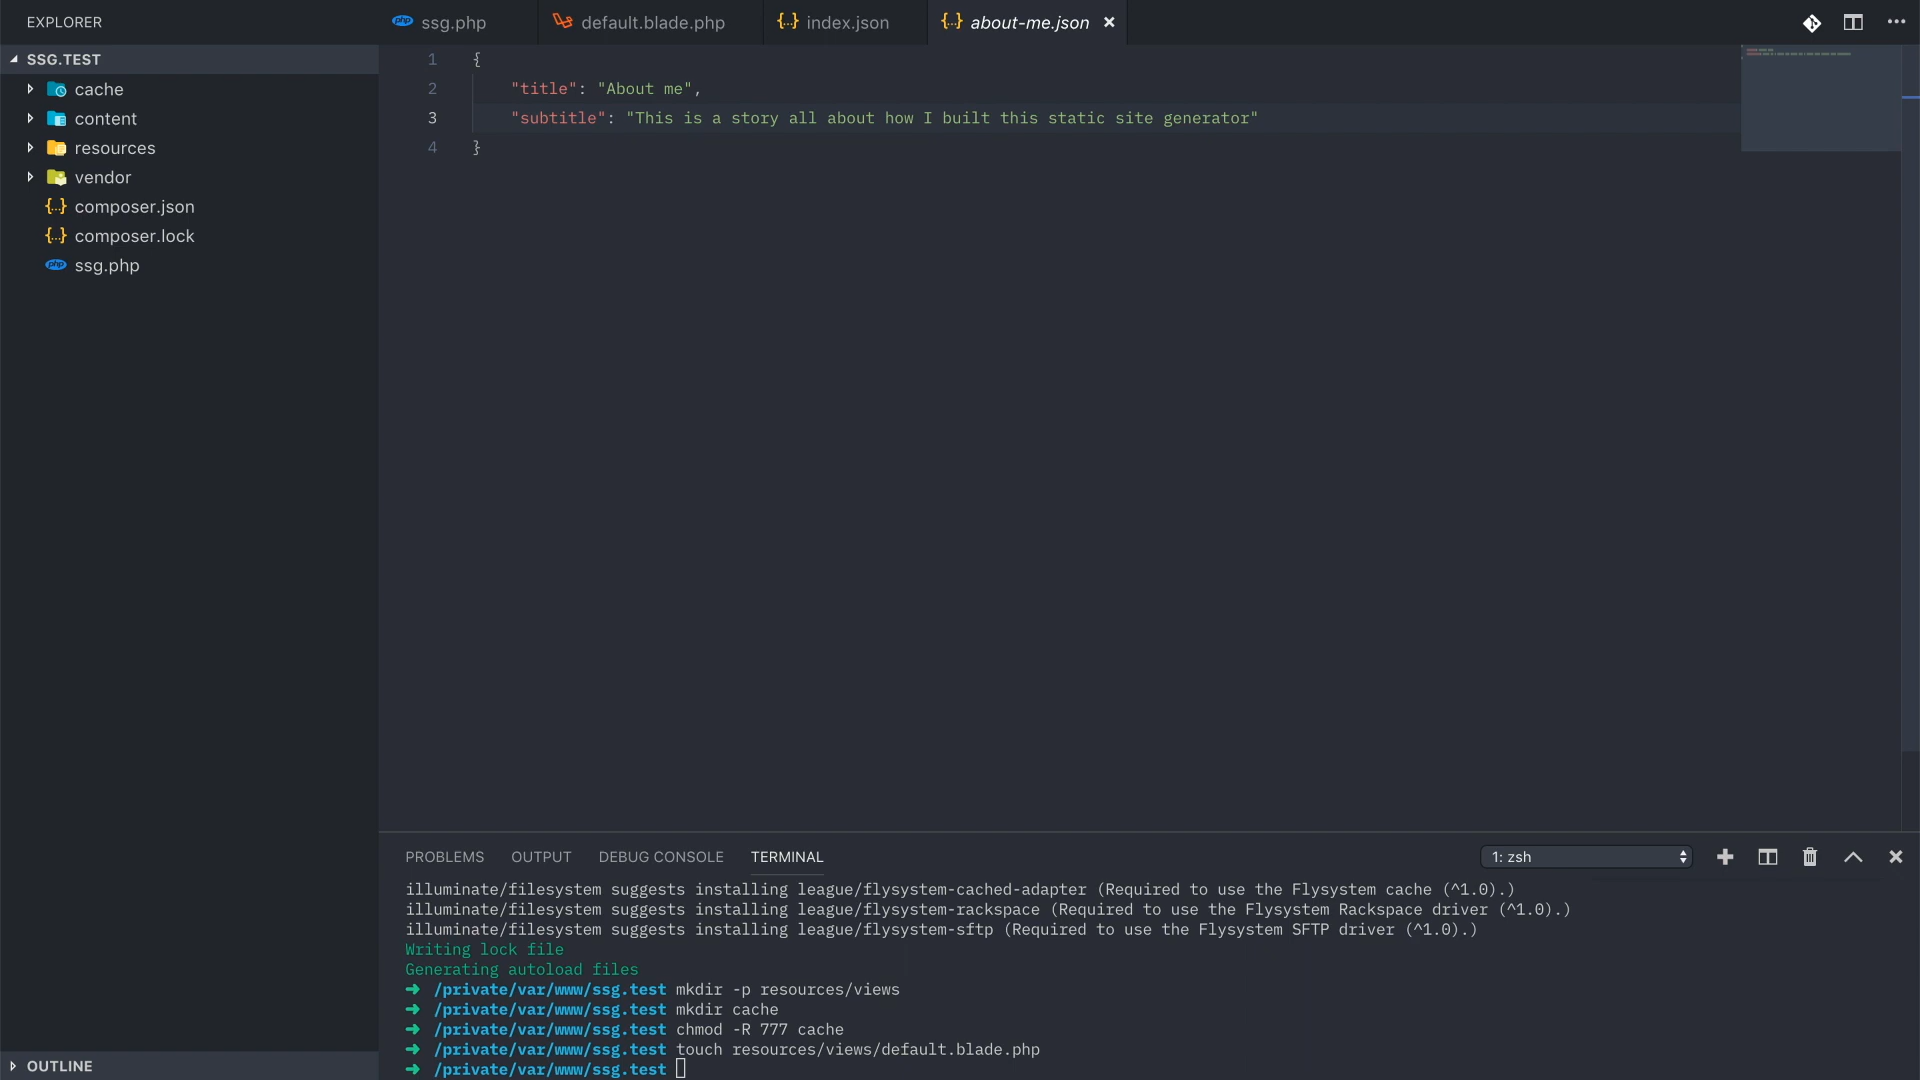 EXPLORER
ssg.php
default.blade.php
index.json
about-me.json
SSG.TEST
cache
content
resources
vendor
composer.json
composer.lock
ssg.php
1 {
2 "title": "About me",
3 "subtitle": "This is a story all about how I built this static site generator"
4 }
PROBLEMS OUTPUT DEBUG CONSOLE TERMINAL
1: zsh
illuminate/filesystem suggests installing league/flysystem-cached-adapter (Required to use the Flysystem cache (^1.0).)
illuminate/filesystem suggests installing league/flysystem-rackspace (Required to use the Flysystem Rackspace driver (^1.0).)
illuminate/filesystem suggests installing league/flysystem-sftp (Required to use the Flysystem SFTP driver (^1.0).)
Writing lock file
Generating autoload files
➜ /private/var/www/ssg.test mkdir -p resources/views
➜ /private/var/www/ssg.test mkdir cache
➜ /private/var/www/ssg.test chmod -R 777 cache
➜ /private/var/www/ssg.test touch resources/views/default.blade.php
➜ /private/var/www/ssg.test
OUTLINE